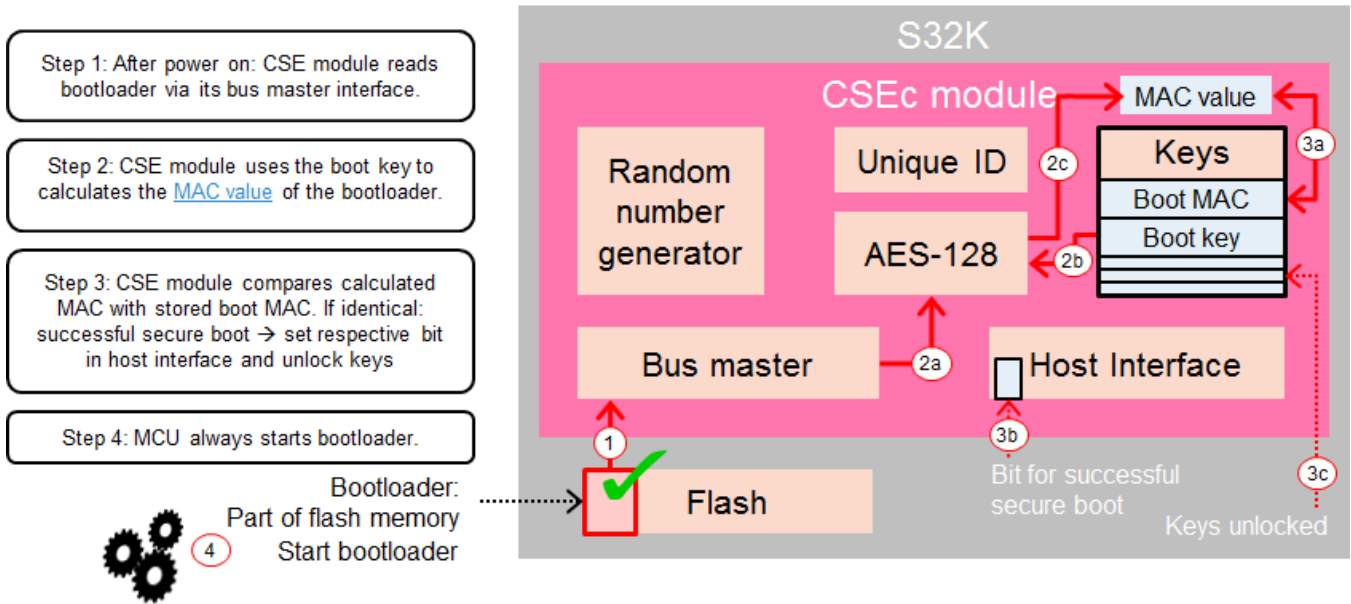 Step 1: After power on: CSE module reads
bootloader via its bus master interface.
Step 2: CSE module uses the boot key to
calculates the MAC value of the bootloader.
Step 3: CSE module compares calculated
MAC with stored boot MAC. If identical:
successful secure boot → set respective bit
in host interface and unlock keys
Step 4: MCU always starts bootloader.
Bootloader:
Part of flash memory
4 Start bootloader
S32K
CSEc module
MAC value
3a
Keys
Boot MAC
Boot key
Random
number
generator
Unique ID
2c
AES-128
2b
Bus master
2a
Host Interface
1
3b
3c
Flash
Bit for successful
secure boot
Keys unlocked